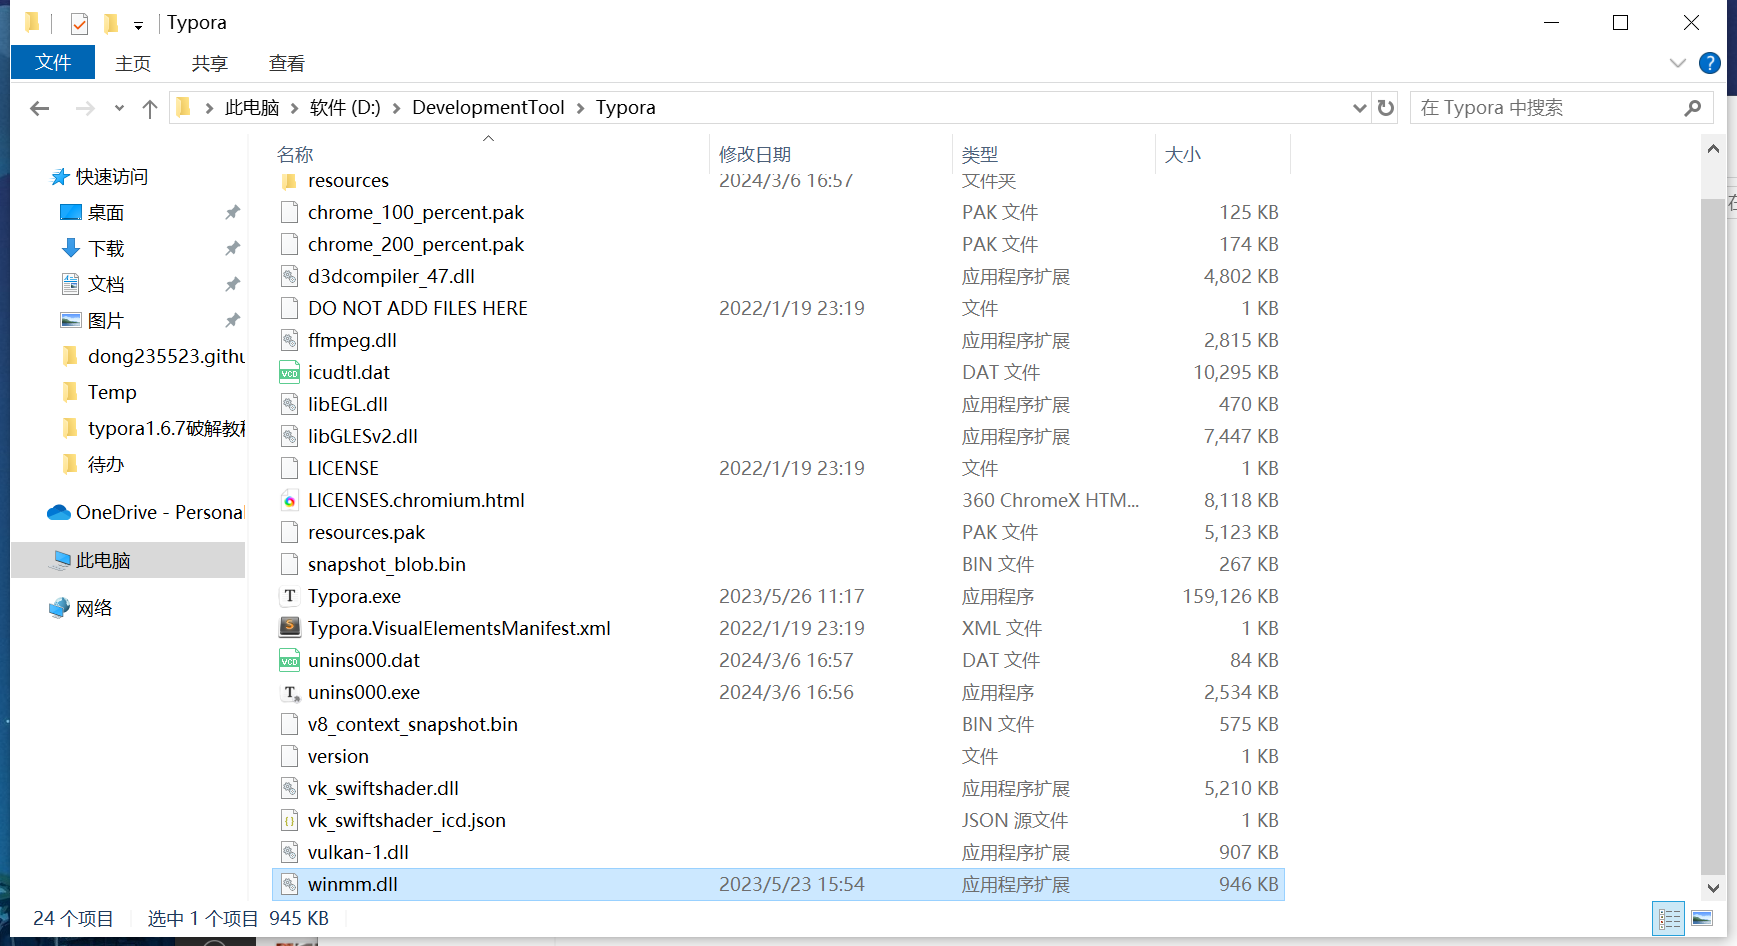 Typora
文件 主页 共享 查看
此电脑 软件 (D:) DevelopmentTool Typora 在 Typora 中搜索
名称 修改日期 类型 大小
快速访问
桌面
下载
文档
图片
dong235523.githu
Temp
typora1.6.7破解教
待办
OneDrive - Personal
此电脑
网络
resources 2024/3/6 16:57 文件夹
chrome_100_percent.pak PAK 文件 125 KB
chrome_200_percent.pak PAK 文件 174 KB
d3dcompiler_47.dll 应用程序扩展 4,802 KB
DO NOT ADD FILES HERE 2022/1/19 23:19 文件 1 KB
ffmpeg.dll 应用程序扩展 2,815 KB
icudtl.dat DAT 文件 10,295 KB
libEGL.dll 应用程序扩展 470 KB
libGLESv2.dll 应用程序扩展 7,447 KB
LICENSE 2022/1/19 23:19 文件 1 KB
LICENSES.chromium.html 360 ChromeX HTM... 8,118 KB
resources.pak PAK 文件 5,123 KB
snapshot_blob.bin BIN 文件 267 KB
Typora.exe 2023/5/26 11:17 应用程序 159,126 KB
Typora.VisualElementsManifest.xml 2022/1/19 23:19 XML 文件 1 KB
unins000.dat 2024/3/6 16:57 DAT 文件 84 KB
unins000.exe 2024/3/6 16:56 应用程序 2,534 KB
v8_context_snapshot.bin BIN 文件 575 KB
version 文件 1 KB
vk_swiftshader.dll 应用程序扩展 5,210 KB
vk_swiftshader_icd.json JSON 源文件 1 KB
vulkan-1.dll 应用程序扩展 907 KB
winmm.dll 2023/5/23 15:54 应用程序扩展 946 KB
24 个项目 选中 1 个项目 945 KB